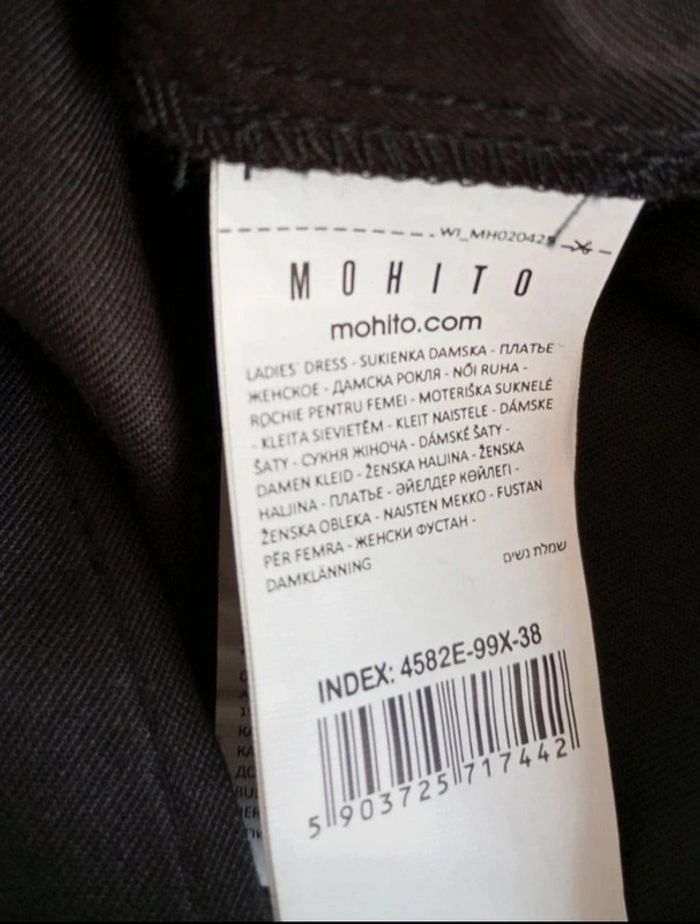 WI_MH020425
MOHITO
mohito.com
LADIES' DRESS - SUKIENKA DAMSKA - ПЛАТЬЕ
ЖЕНСКОЕ - ДАМСКА РОКЛЯ - NŐI RUHA -
ROCHIE PENTRU FEMEI - MOTERIŠKA SUKNELĖ
- KLEITA SIEVIETĒM - KLEIT NAISTELE - DÁMSKE
ŠATY - СУКНЯ ЖІНОЧА - DÁMSKÉ ŠATY -
DAMEN KLEID - ŽENSKA HALJINA - ŽENSKA
HALJINA - ПЛАТЬЕ - ӘЙЕЛДЕР КӨЙЛЕГІ -
ŽENSKA OBLEKA - NAISTEN MEKKO - FUSTAN
PËR FEMRA - ЖЕНСКИ ФУСТАН -
DAMKLÄNNING
שמלת נשים
INDEX: 4582E-99X-38
5 903725 717442